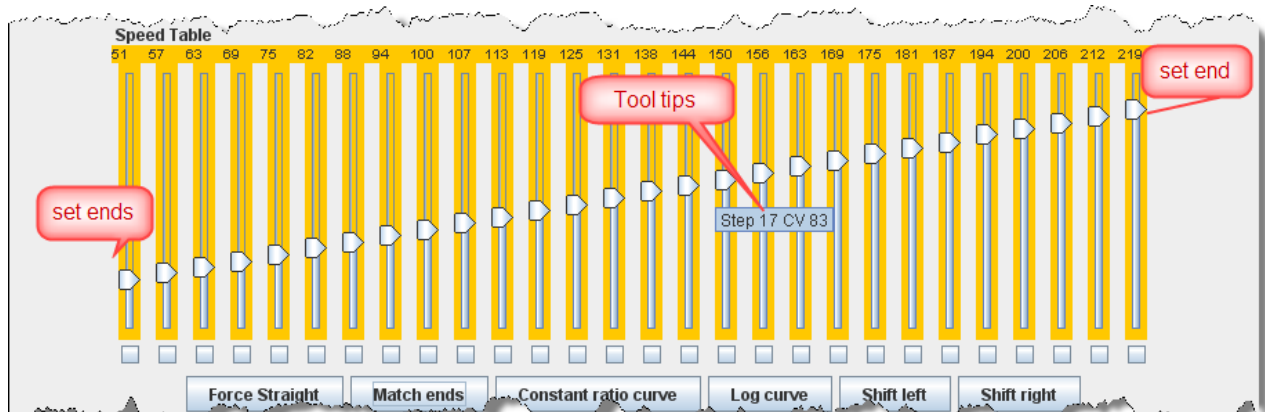 Speed Table
51 57 63 69 75 82 88 94 100 107 113 119 125 131 138 144 150 156 163 169 175 181 187 194 200 206 212 219
set end
Tool tips
set ends
Step 17 CV 83
Force Straight Match ends Constant ratio curve Log curve Shift left Shift right